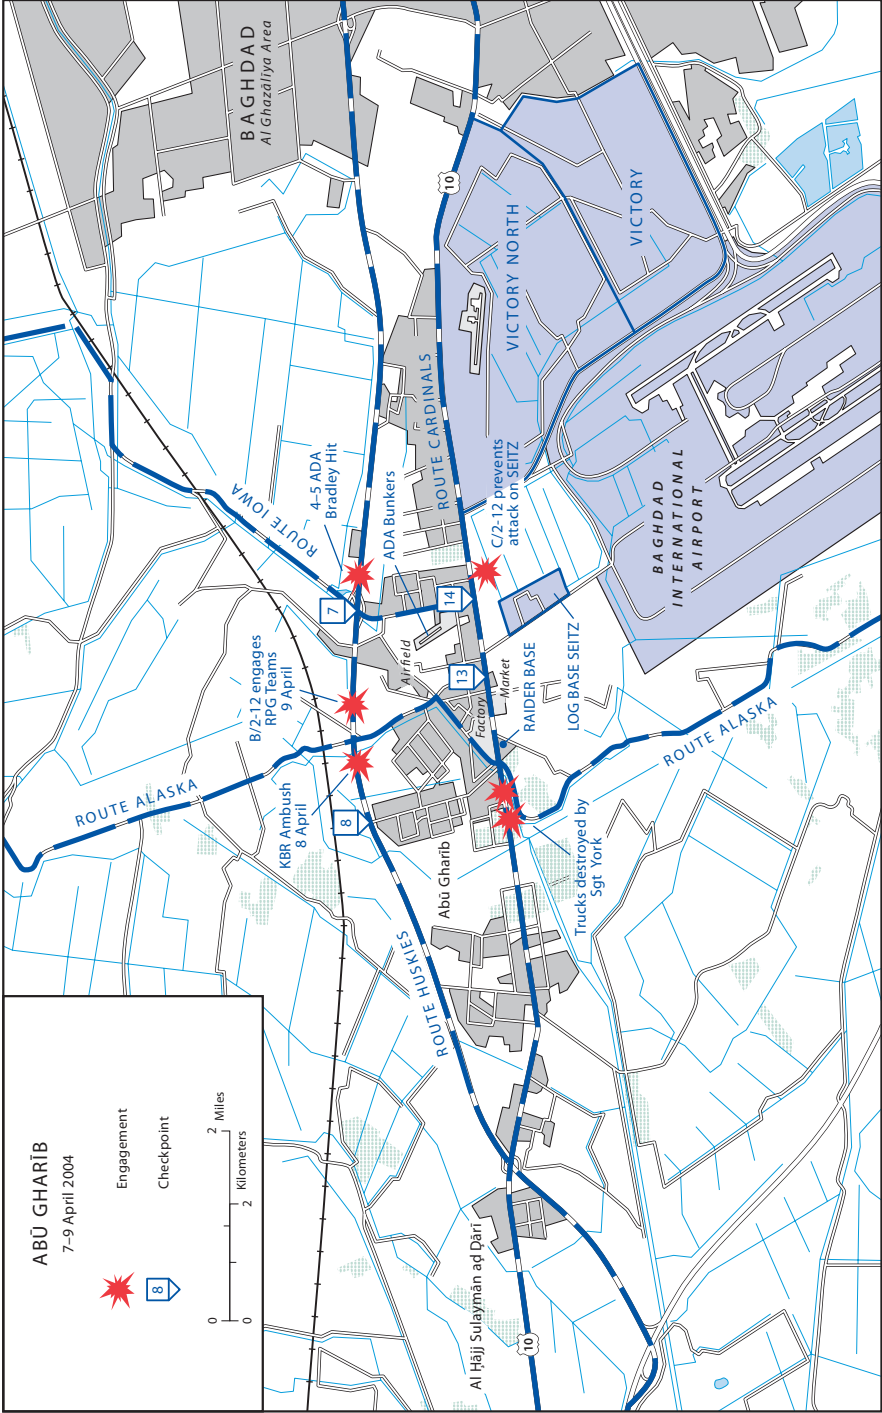 ABŪ GHARĪB
7–9 April 2004
Engagement
8
Checkpoint
0
2
Miles
0
2
Kilometers
BAGHDAD
Al Ghazālīya Area
ROUTE ALASKA
ROUTE IOWA
4–5 ADA
Bradley Hit
B/2-12 engages
RPG Teams
9 April
KBR Ambush
8 April
8
7
ADA Bunkers
Airfield
ROUTE HUSKIES
ROUTE CARDINALS
10
Abū Gharīb
13
14
Factory
Market
C/2-12 prevents
attack on SEITZ
VICTORY NORTH
VICTORY
RAIDER BASE
LOG BASE SEITZ
Trucks destroyed by
Sgt York
ROUTE ALASKA
BAGHDAD
INTERNATIONAL
AIRPORT
Al Ḥājj Sulaymān aḍ Ḍārī
10